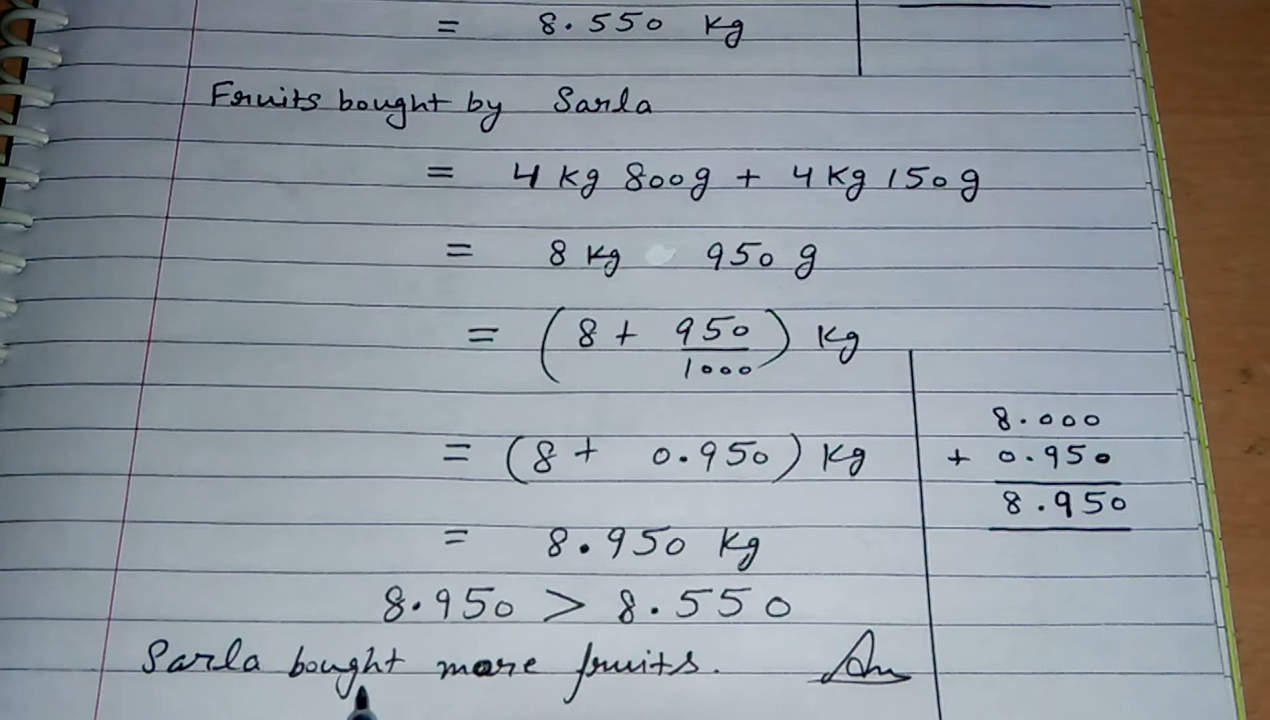 = 8.550 kg
Fruits bought by Sarla
= 4 kg 800g + 4 kg 150g
= 8 kg 950 g
= (8 + 950/1000) kg
= (8 + 0.950) kg
8.000
+ 0.950
8.950
= 8.950 kg
8.950 > 8.550
Sarla bought more fruits. Ans